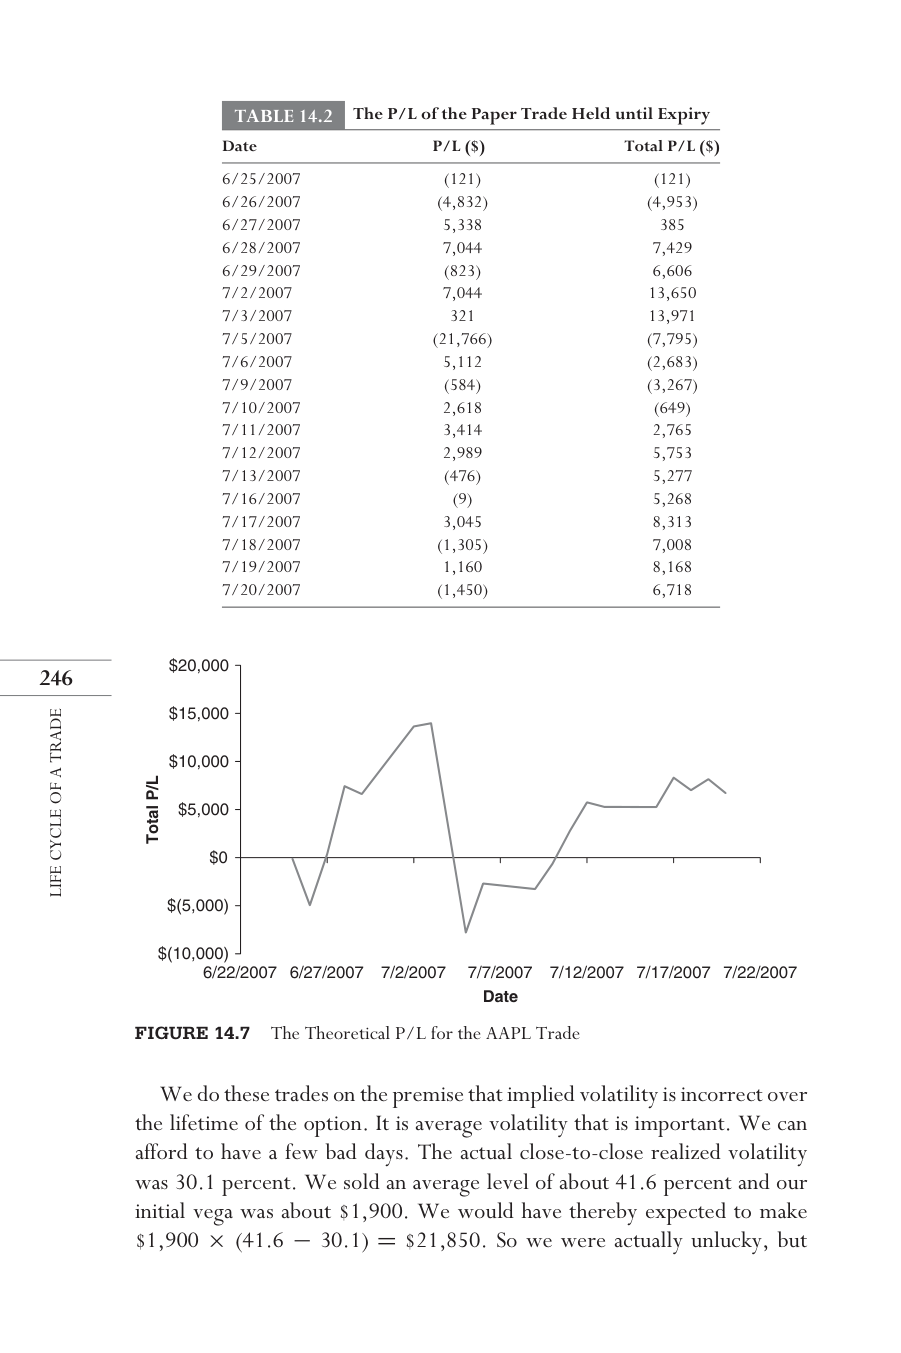 TABLE 14.2 The P/L of the Paper Trade Held until Expiry
Date P/L ($) Total P/L ($)
6/25/2007 (121) (121)
6/26/2007 (4,832) (4,953)
6/27/2007 5,338 385
6/28/2007 7,044 7,429
6/29/2007 (823) 6,606
7/2/2007 7,044 13,650
7/3/2007 321 13,971
7/5/2007 (21,766) (7,795)
7/6/2007 5,112 (2,683)
7/9/2007 (584) (3,267)
7/10/2007 2,618 (649)
7/11/2007 3,414 2,765
7/12/2007 2,989 5,753
7/13/2007 (476) 5,277
7/16/2007 (9) 5,268
7/17/2007 3,045 8,313
7/18/2007 (1,305) 7,008
7/19/2007 1,160 8,168
7/20/2007 (1,450) 6,718
246
LIFE CYCLE OF A TRADE
Total P/L
$20,000
$15,000
$10,000
$5,000
$0
$(5,000)
$(10,000)
6/22/2007 6/27/2007 7/2/2007 7/7/2007 7/12/2007 7/17/2007 7/22/2007
Date
FIGURE 14.7 The Theoretical P/L for the AAPL Trade
We do these trades on the premise that implied volatility is incorrect over
the lifetime of the option. It is average volatility that is important. We can
afford to have a few bad days. The actual close-to-close realized volatility
was 30.1 percent. We sold an average level of about 41.6 percent and our
initial vega was about $1,900. We would have thereby expected to make
$1,900 × (41.6 − 30.1) = $21,850. So we were actually unlucky, but